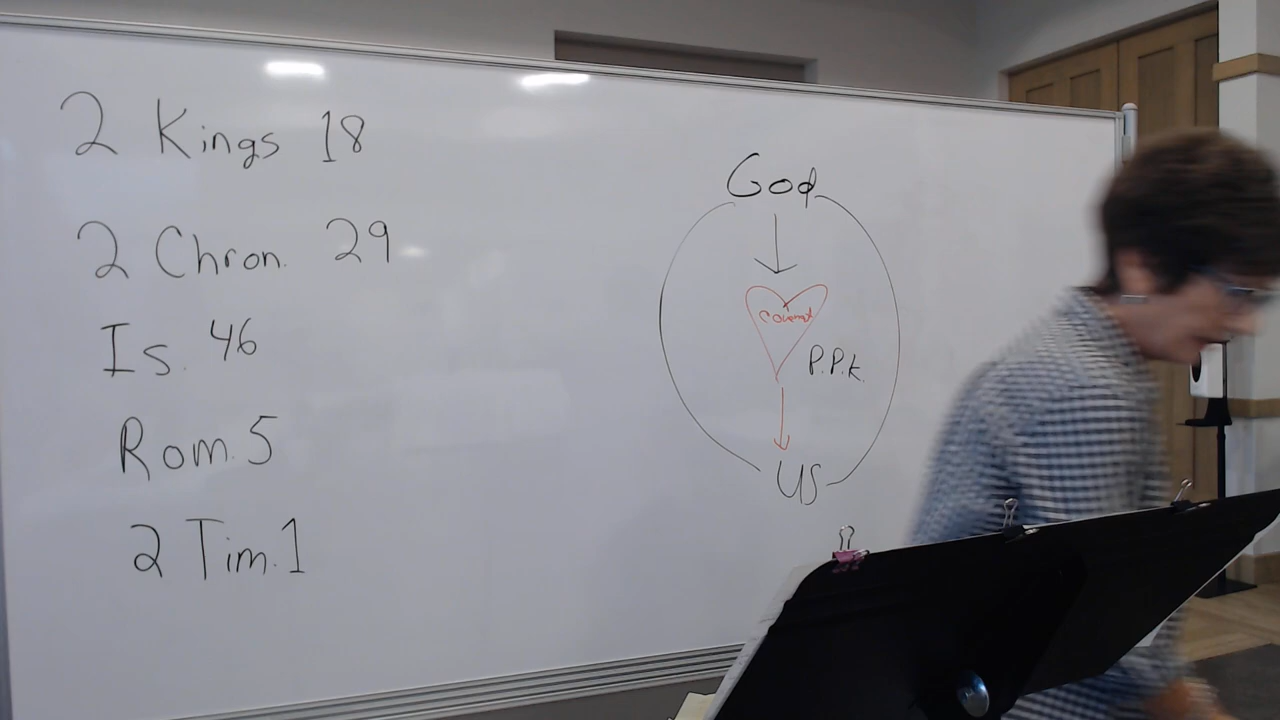 2 Kings 18
2 Chron. 29
Is. 46
Rom. 5
2 Tim. 1
God
P.P.K.
US